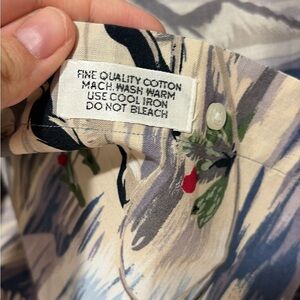 FINE QUALITY COTTON
MACH. WASH WARM
USE COOL IRON
DO NOT BLEACH